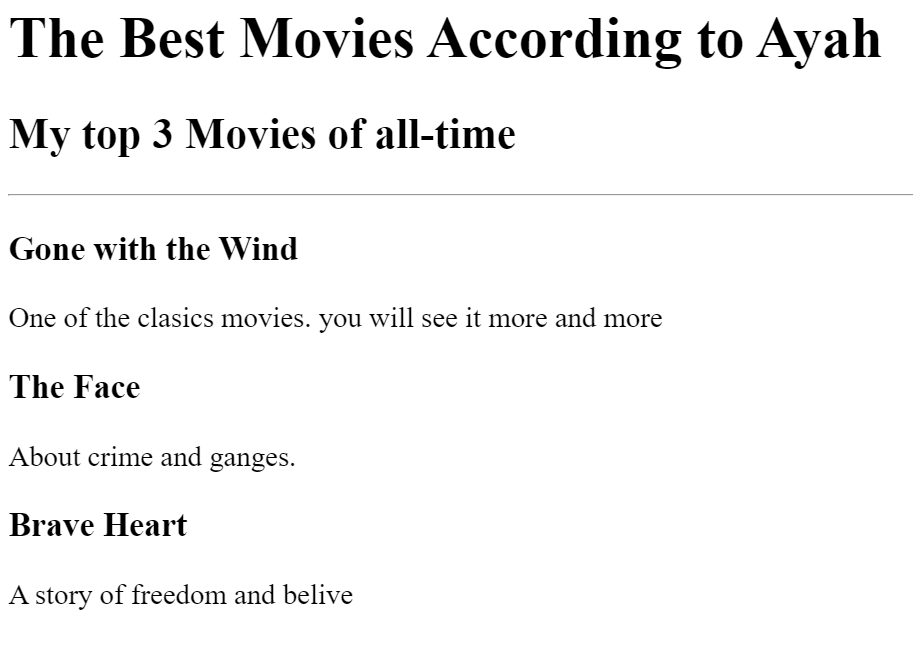 The Best Movies According to Ayah
My top 3 Movies of all-time
Gone with the Wind
One of the clasics movies. you will see it more and more
The Face
About crime and ganges.
Brave Heart
A story of freedom and belive